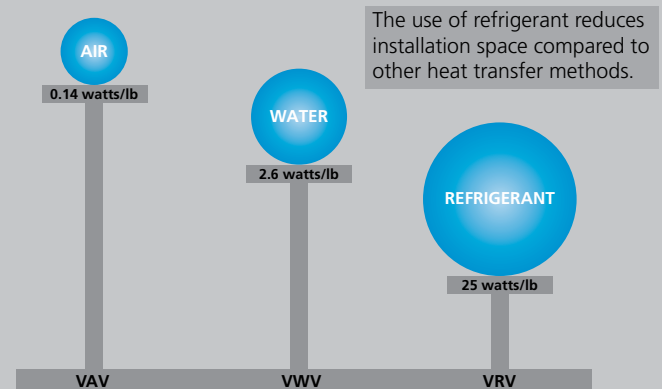 The use of refrigerant reduces
installation space compared to
other heat transfer methods.
AIR
0.14 watts/lb
WATER
2.6 watts/lb
REFRIGERANT
25 watts/lb
VAV
VWV
VRV